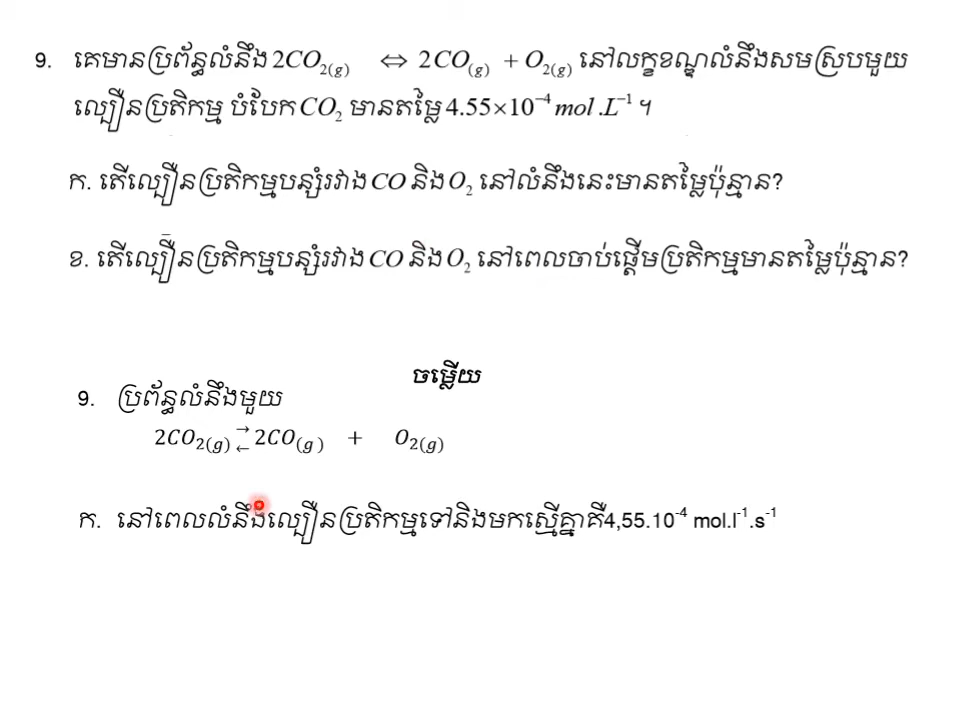 9. គេមានប្រព័ន្ធលំនឹង 2CO₂(g) ⇔ 2CO(g) + O₂(g) នៅលក្ខខណ្ឌលំនឹងសមស្របមួយ
ល្បឿនប្រតិកម្ម បំបែក CO₂ មានតម្លៃ 4.55×10⁻⁴ mol .L⁻¹ ។
ក. តើល្បឿនប្រតិកម្មបន្សំរវាង CO និង O₂ នៅលំនឹងនេះមានតម្លៃប៉ុន្មាន?
ខ. តើល្បឿនប្រតិកម្មបន្សំរវាង CO និង O₂ នៅពេលចាប់ផ្តើមប្រតិកម្មមានតម្លៃប៉ុន្មាន?
ចម្លើយ
9. ប្រព័ន្ធលំនឹងមួយ
2CO₂(g) ⇄ 2CO(g) + O₂(g)
ក. នៅពេលលំនឹងល្បឿនប្រតិកម្មទៅនិងមកស្មើគ្នាគឺ4,55.10⁻⁴ mol.l⁻¹.s⁻¹